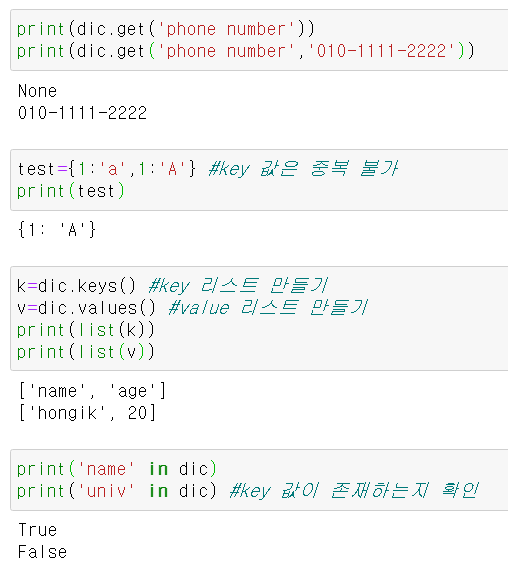 print(dic.get('phone number'))
print(dic.get('phone number','010-1111-2222'))
None
010-1111-2222
test={1:'a',1:'A'} #key 값은 중복 불가
print(test)
{1: 'A'}
k=dic.keys() #key 리스트 만들기
v=dic.values() #value 리스트 만들기
print(list(k))
print(list(v))
['name', 'age']
['hongik', 20]
print('name' in dic)
print('univ' in dic) #key 값이 존재하는지 확인
True
False